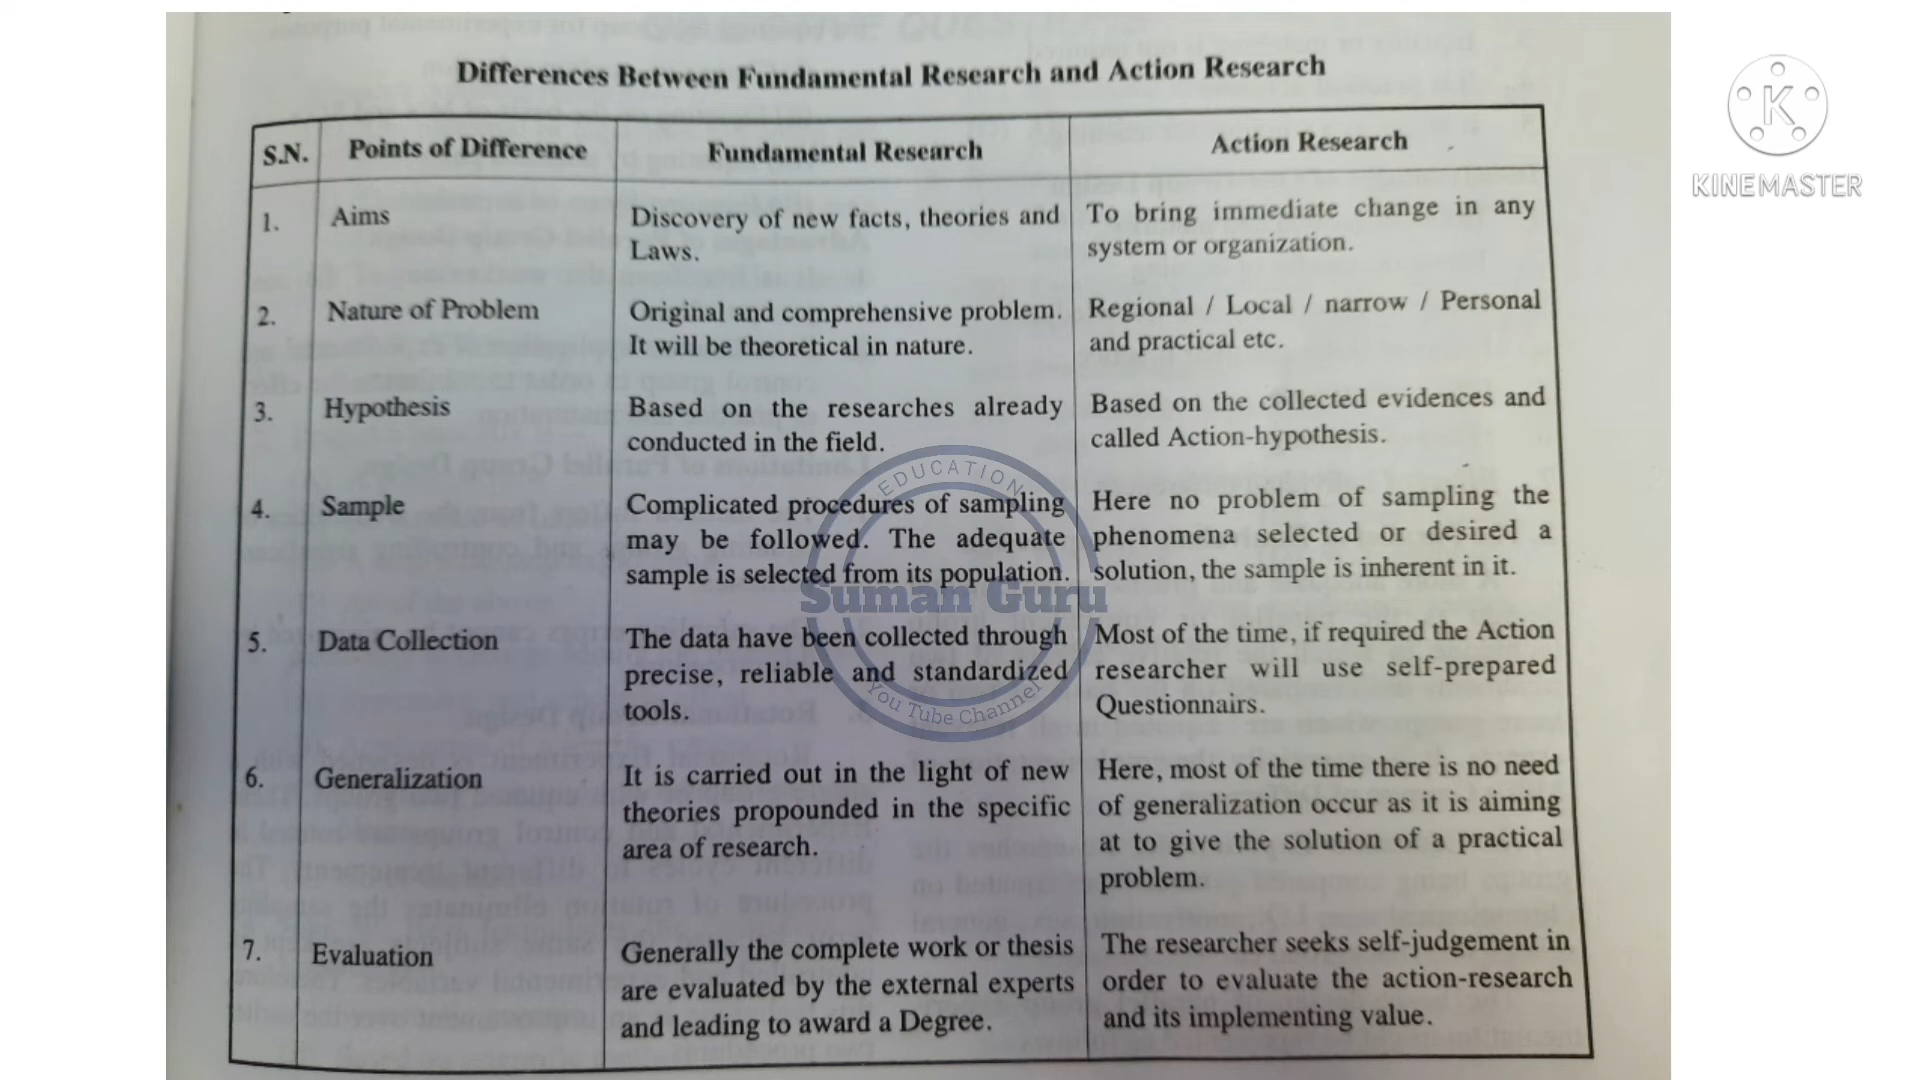 Differences Between Fundamental Research and Action Research
S.N.
Points of Difference
Fundamental Research
Action Research
1.
Aims
Discovery of new facts, theories and
Laws.
To bring immediate change in any
system or organization.
2.
Nature of Problem
Original and comprehensive problem.
It will be theoretical in nature.
Regional / Local / narrow / Personal
and practical etc.
3.
Hypothesis
Based on the researches already
conducted in the field.
Based on the collected evidences and
called Action-hypothesis.
4.
Sample
Complicated procedures of sampling
may be followed. The adequate
sample is selected from its population.
Here no problem of sampling the
phenomena selected or desired a
solution, the sample is inherent in it.
5.
Data Collection
The data have been collected through
precise, reliable and standardized
tools.
Most of the time, if required the Action
researcher will use self-prepared
Questionnairs.
6.
Generalization
It is carried out in the light of new
theories propounded in the specific
area of research.
Here, most of the time there is no need
of generalization occur as it is aiming
at to give the solution of a practical
problem.
7.
Evaluation
Generally the complete work or thesis
are evaluated by the external experts
and leading to award a Degree.
The researcher seeks self-judgement in
order to evaluate the action-research
and its implementing value.
EDUCATION
Suman Guru
You Tube Channel
K
KINEMASTER